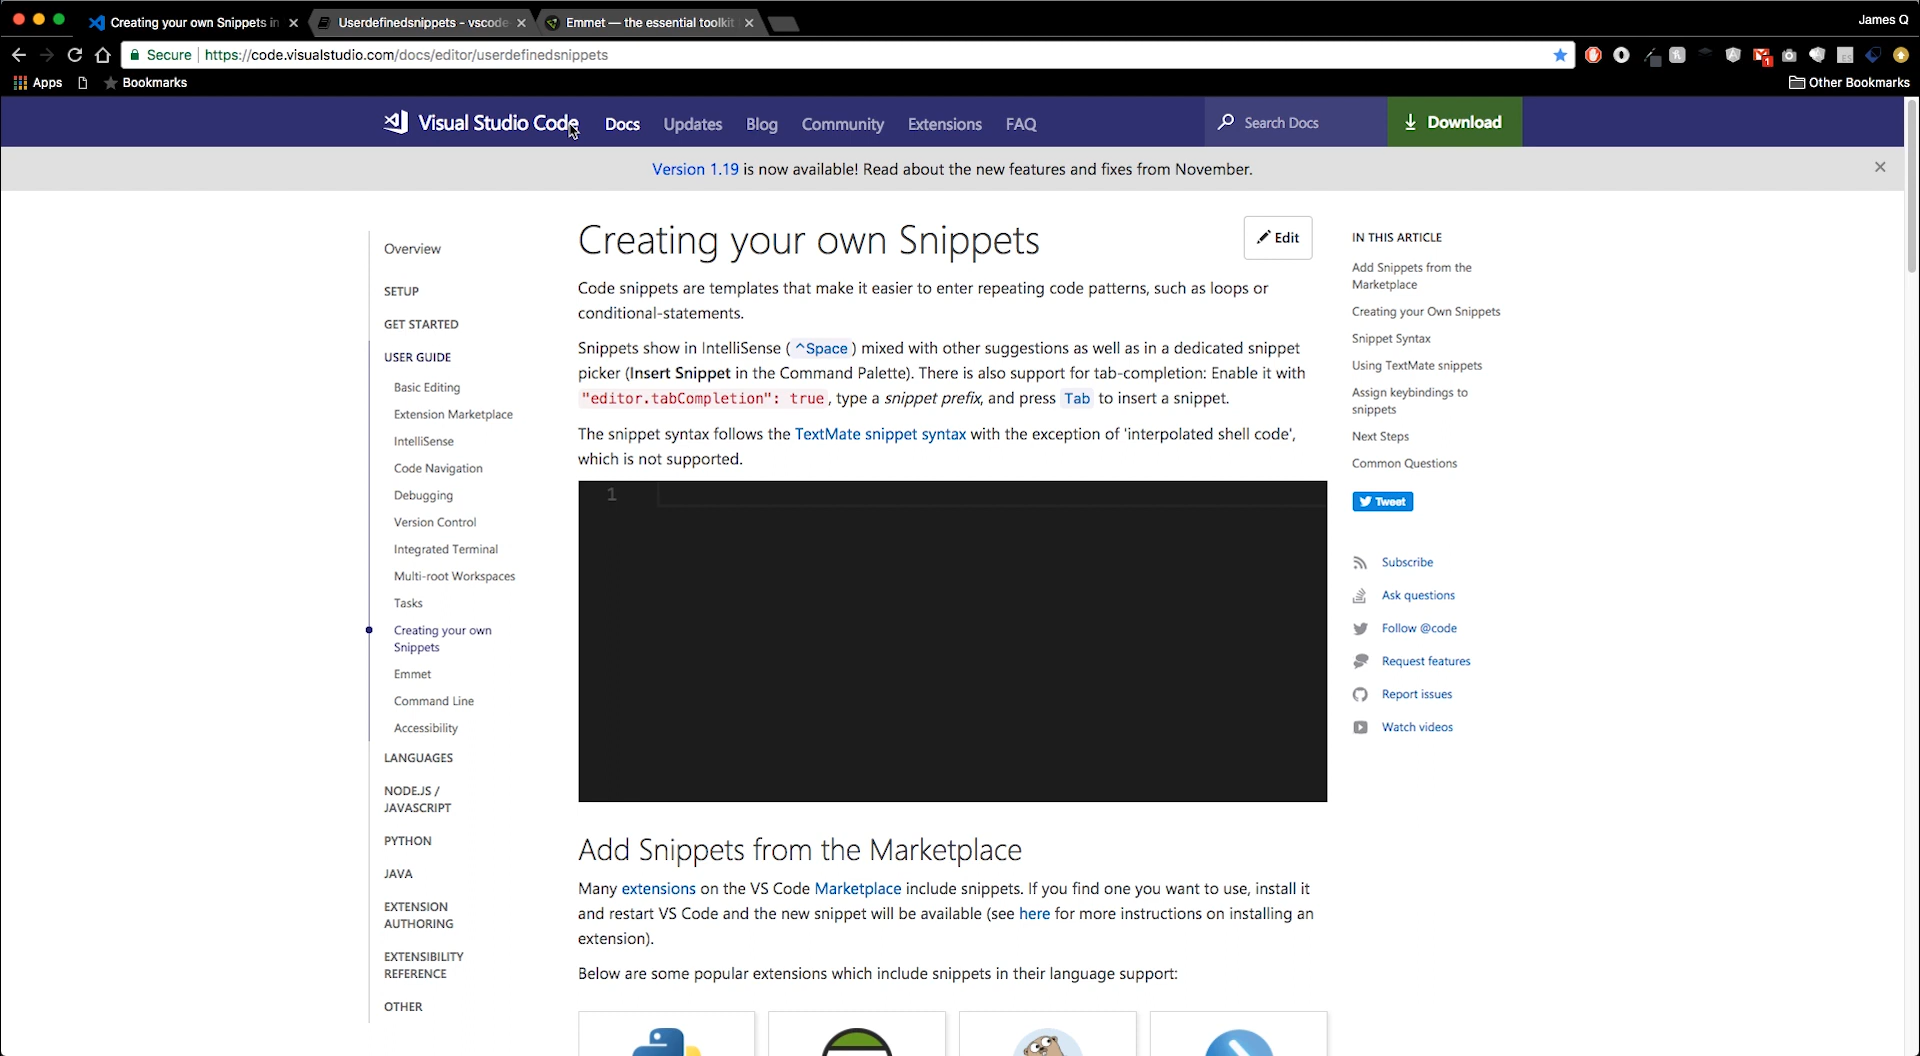 Creating your own Snippets in
Userdefinedsnippets - vscode
Emmet — the essential toolkit
James Q
Secure
https://code.visualstudio.com/docs/editor/userdefinedsnippets
1
Apps
Bookmarks
Other Bookmarks
Visual Studio Code
Docs
Updates
Blog
Community
Extensions
FAQ
Search Docs
Download
Version 1.19 is now available! Read about the new features and fixes from November.
Overview
SETUP
GET STARTED
USER GUIDE
Basic Editing
Extension Marketplace
IntelliSense
Code Navigation
Debugging
Version Control
Integrated Terminal
Multi-root Workspaces
Tasks
Creating your own
Snippets
Emmet
Command Line
Accessibility
LANGUAGES
NODE.JS /
JAVASCRIPT
PYTHON
JAVA
EXTENSION
AUTHORING
EXTENSIBILITY
REFERENCE
OTHER
Creating your own Snippets
Edit
Code snippets are templates that make it easier to enter repeating code patterns, such as loops or
conditional-statements.
Snippets show in IntelliSense ( ^Space ) mixed with other suggestions as well as in a dedicated snippet
picker (Insert Snippet in the Command Palette). There is also support for tab-completion: Enable it with
"editor.tabCompletion": true , type a snippet prefix, and press Tab to insert a snippet.
The snippet syntax follows the TextMate snippet syntax with the exception of 'interpolated shell code',
which is not supported.
1
Add Snippets from the Marketplace
Many extensions on the VS Code Marketplace include snippets. If you find one you want to use, install it
and restart VS Code and the new snippet will be available (see here for more instructions on installing an
extension).
Below are some popular extensions which include snippets in their language support:
IN THIS ARTICLE
Add Snippets from the
Marketplace
Creating your Own Snippets
Snippet Syntax
Using TextMate snippets
Assign keybindings to
snippets
Next Steps
Common Questions
Tweet
Subscribe
Ask questions
Follow @code
Request features
Report issues
Watch videos